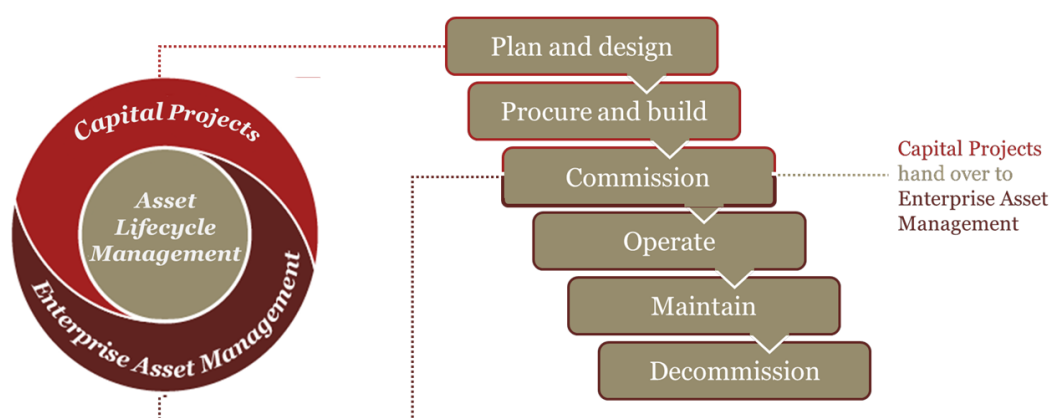 Capital Projects
Asset
Lifecycle
Management
Enterprise Asset Management
Plan and design
Procure and build
Commission
Operate
Maintain
Decommission
Capital Projects
hand over to
Enterprise Asset
Management